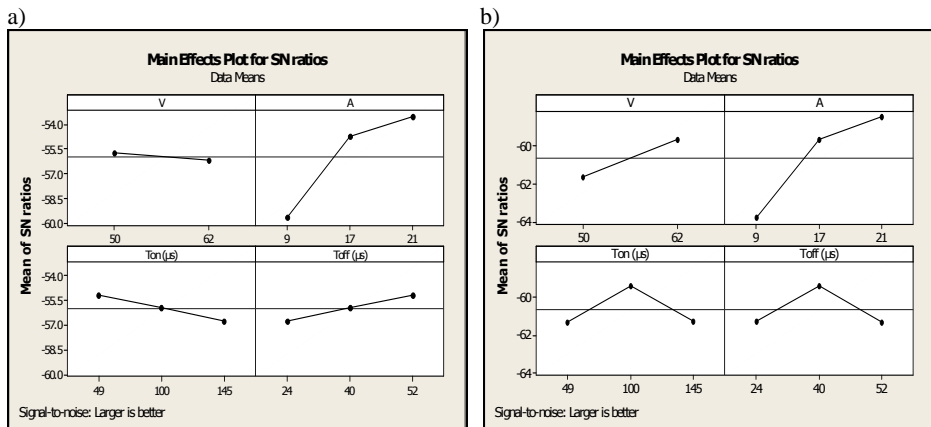 a)
Main Effects Plot for SN ratios
Data Means
Mean of SN ratios
V
A
-54.0
-55.5
-57.0
-58.5
-60.0
50
62
9
17
21
Ton (µs)
Toff (µs)
-54.0
-55.5
-57.0
-58.5
-60.0
49
100
145
24
40
52
Signal-to-noise: Larger is better
b)
Main Effects Plot for SN ratios
Data Means
Mean of SN ratios
V
A
-60
-62
-64
50
62
9
17
21
Ton (µs)
Toff (µs)
-60
-62
-64
49
100
145
24
40
52
Signal-to-noise: Larger is better